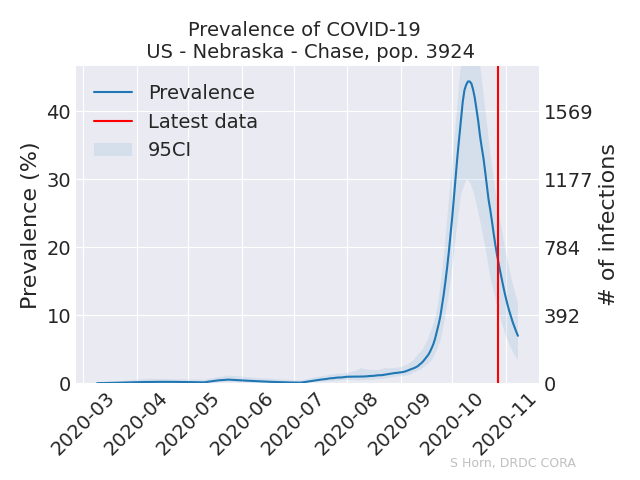 Prevalence of COVID-19
US - Nebraska - Chase, pop. 3924
Prevalence
Latest data
95CI
Prevalence (%)
40
30
20
10
0
1569
1177
784
392
0
# of infections
2020-03
2020-04
2020-05
2020-06
2020-07
2020-08
2020-09
2020-10
2020-11
S Horn, DRDC CORA